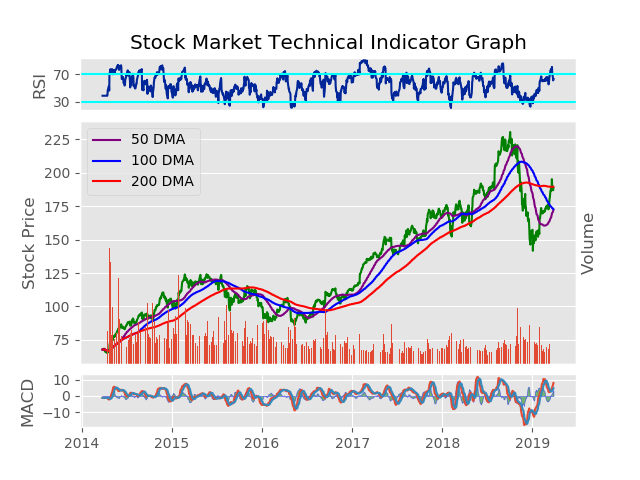 Stock Market Technical Indicator Graph
RSI
70
30
50 DMA
100 DMA
200 DMA
225
200
175
150
125
100
75
Stock Price
Volume
MACD
10
0
−10
2014
2015
2016
2017
2018
2019